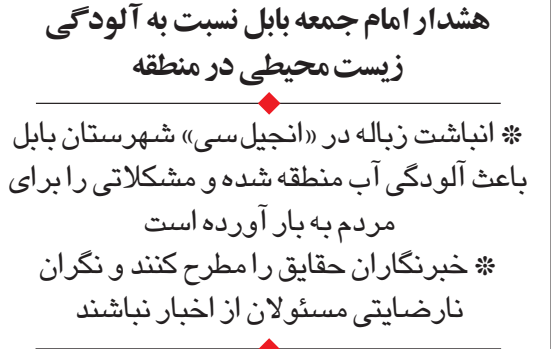 هشدار امام جمعه بابل نسبت به آلودگی
زیست محیطی در منطقه
❊ انباشت زباله در «انجیل‌سی» شهرستان بابل
باعث آلودگی آب منطقه شده و مشکلاتی را برای
مردم به بار آورده است
❊ خبرنگاران حقایق را مطرح کنند و نگران
نارضایتی مسئولان از اخبار نباشند